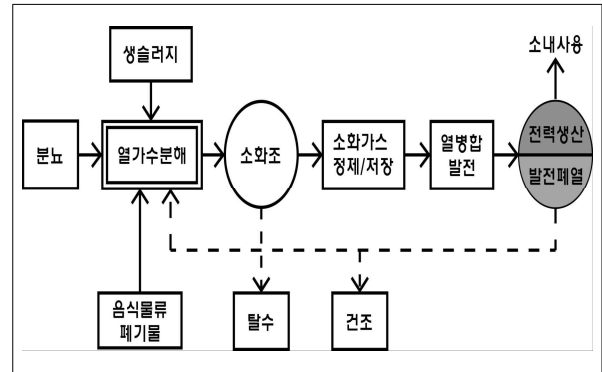 소내사용
생슬러지
분뇨
열가수분해
소화조
소화가스
정제/저장
열병합
발전
전력생산
발전폐열
음식물류
폐기물
탈수
건조